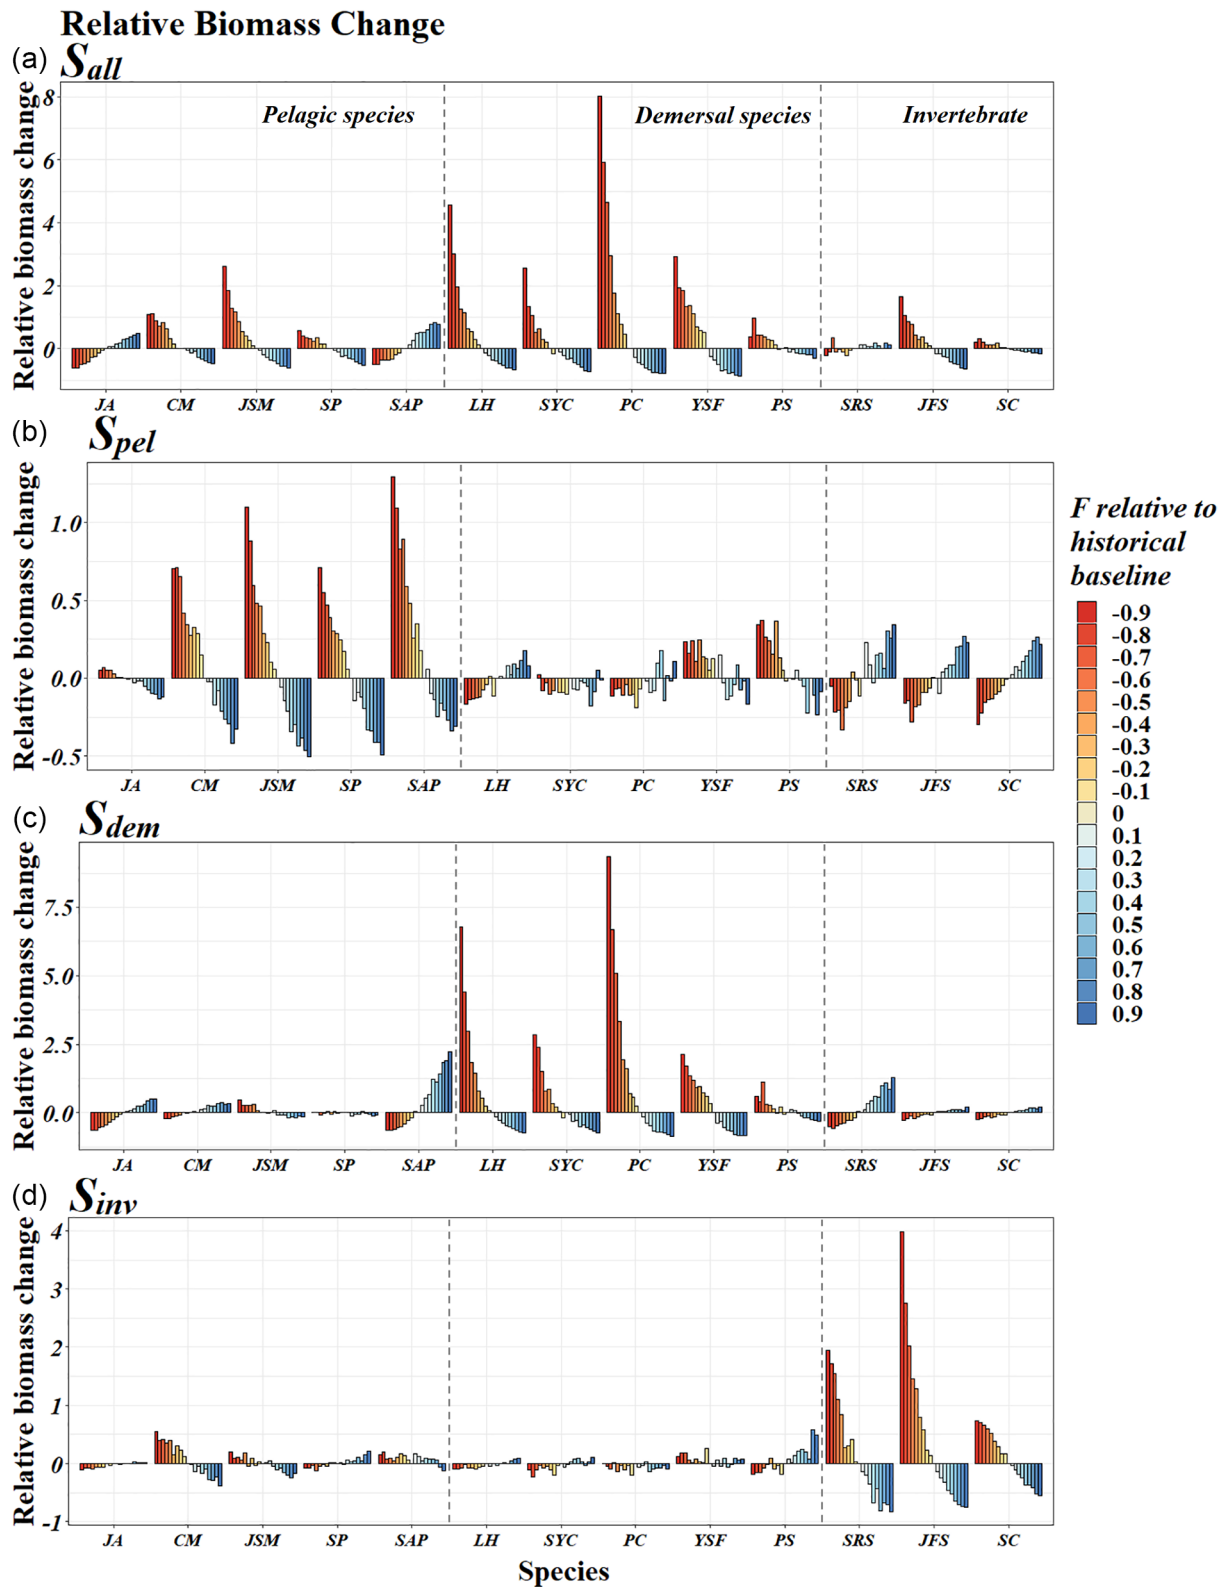 Relative Biomass Change
(a)
Sall
Relative biomass change
8
6
4
2
0
Pelagic species
Demersal species
Invertebrate
JA CM JSM SP SAP LH SYC PC YSF PS SRS JFS SC
(b)
Spel
Relative biomass change
1.0
0.5
0.0
-0.5
JA CM JSM SP SAP LH SYC PC YSF PS SRS JFS SC
F relative to
historical
baseline
-0.9
-0.8
-0.7
-0.6
-0.5
-0.4
-0.3
-0.2
-0.1
0
0.1
0.2
0.3
0.4
0.5
0.6
0.7
0.8
0.9
(c)
Sdem
Relative biomass change
7.5
5.0
2.5
0.0
JA CM JSM SP SAP LH SYC PC YSF PS SRS JFS SC
(d)
Sinv
Relative biomass change
4
3
2
1
0
-1
JA CM JSM SP SAP LH SYC PC YSF PS SRS JFS SC
Species